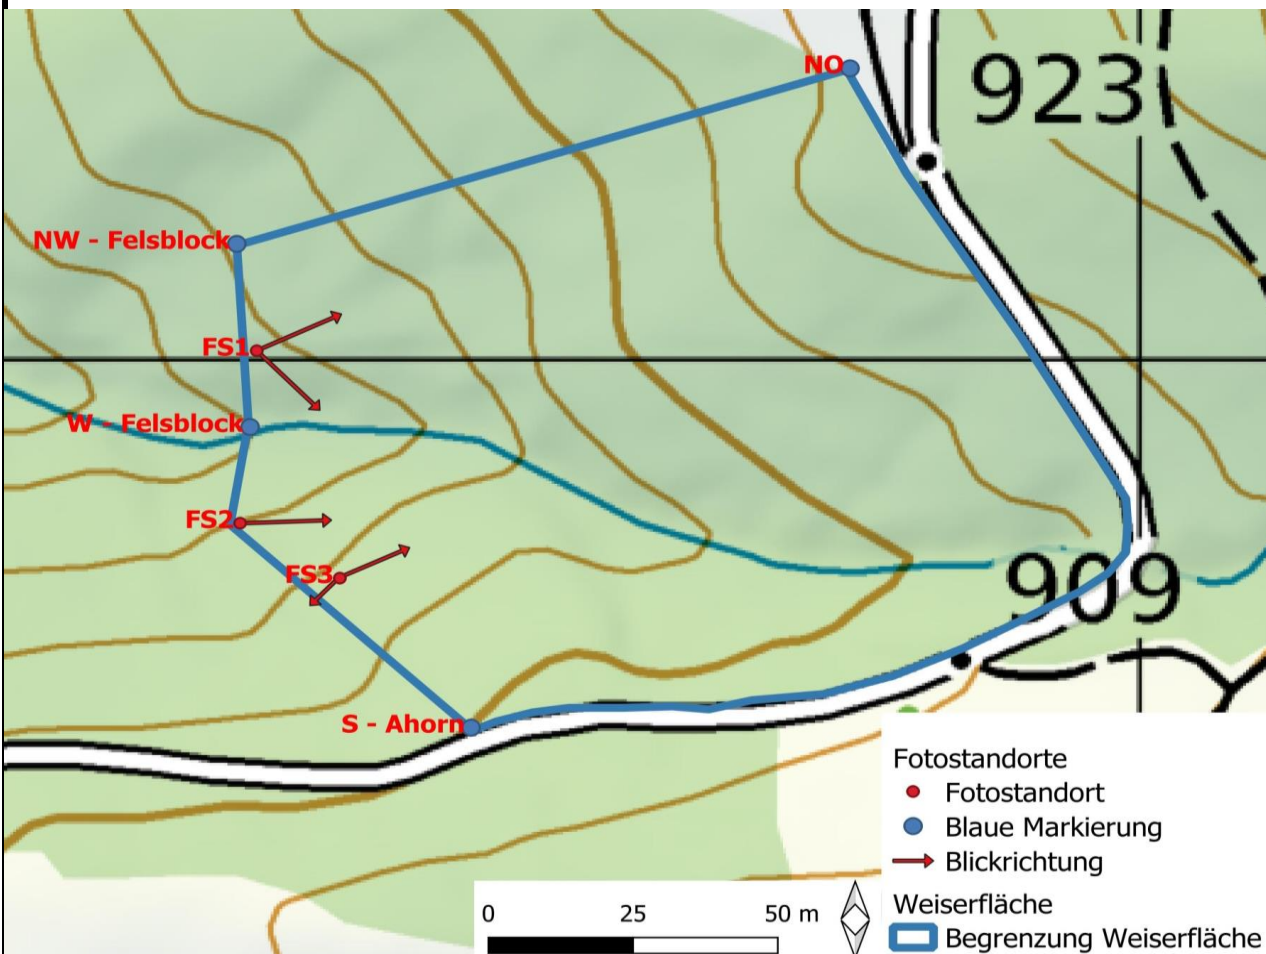 NO
923
NW - Felsblock
FS1
W - Felsblock
FS2
FS3
909
S - Ahorn
Fotostandorte
Fotostandort
Blaue Markierung
Blickrichtung
Weiserfläche
Begrenzung Weiserfläche
0 25 50 m